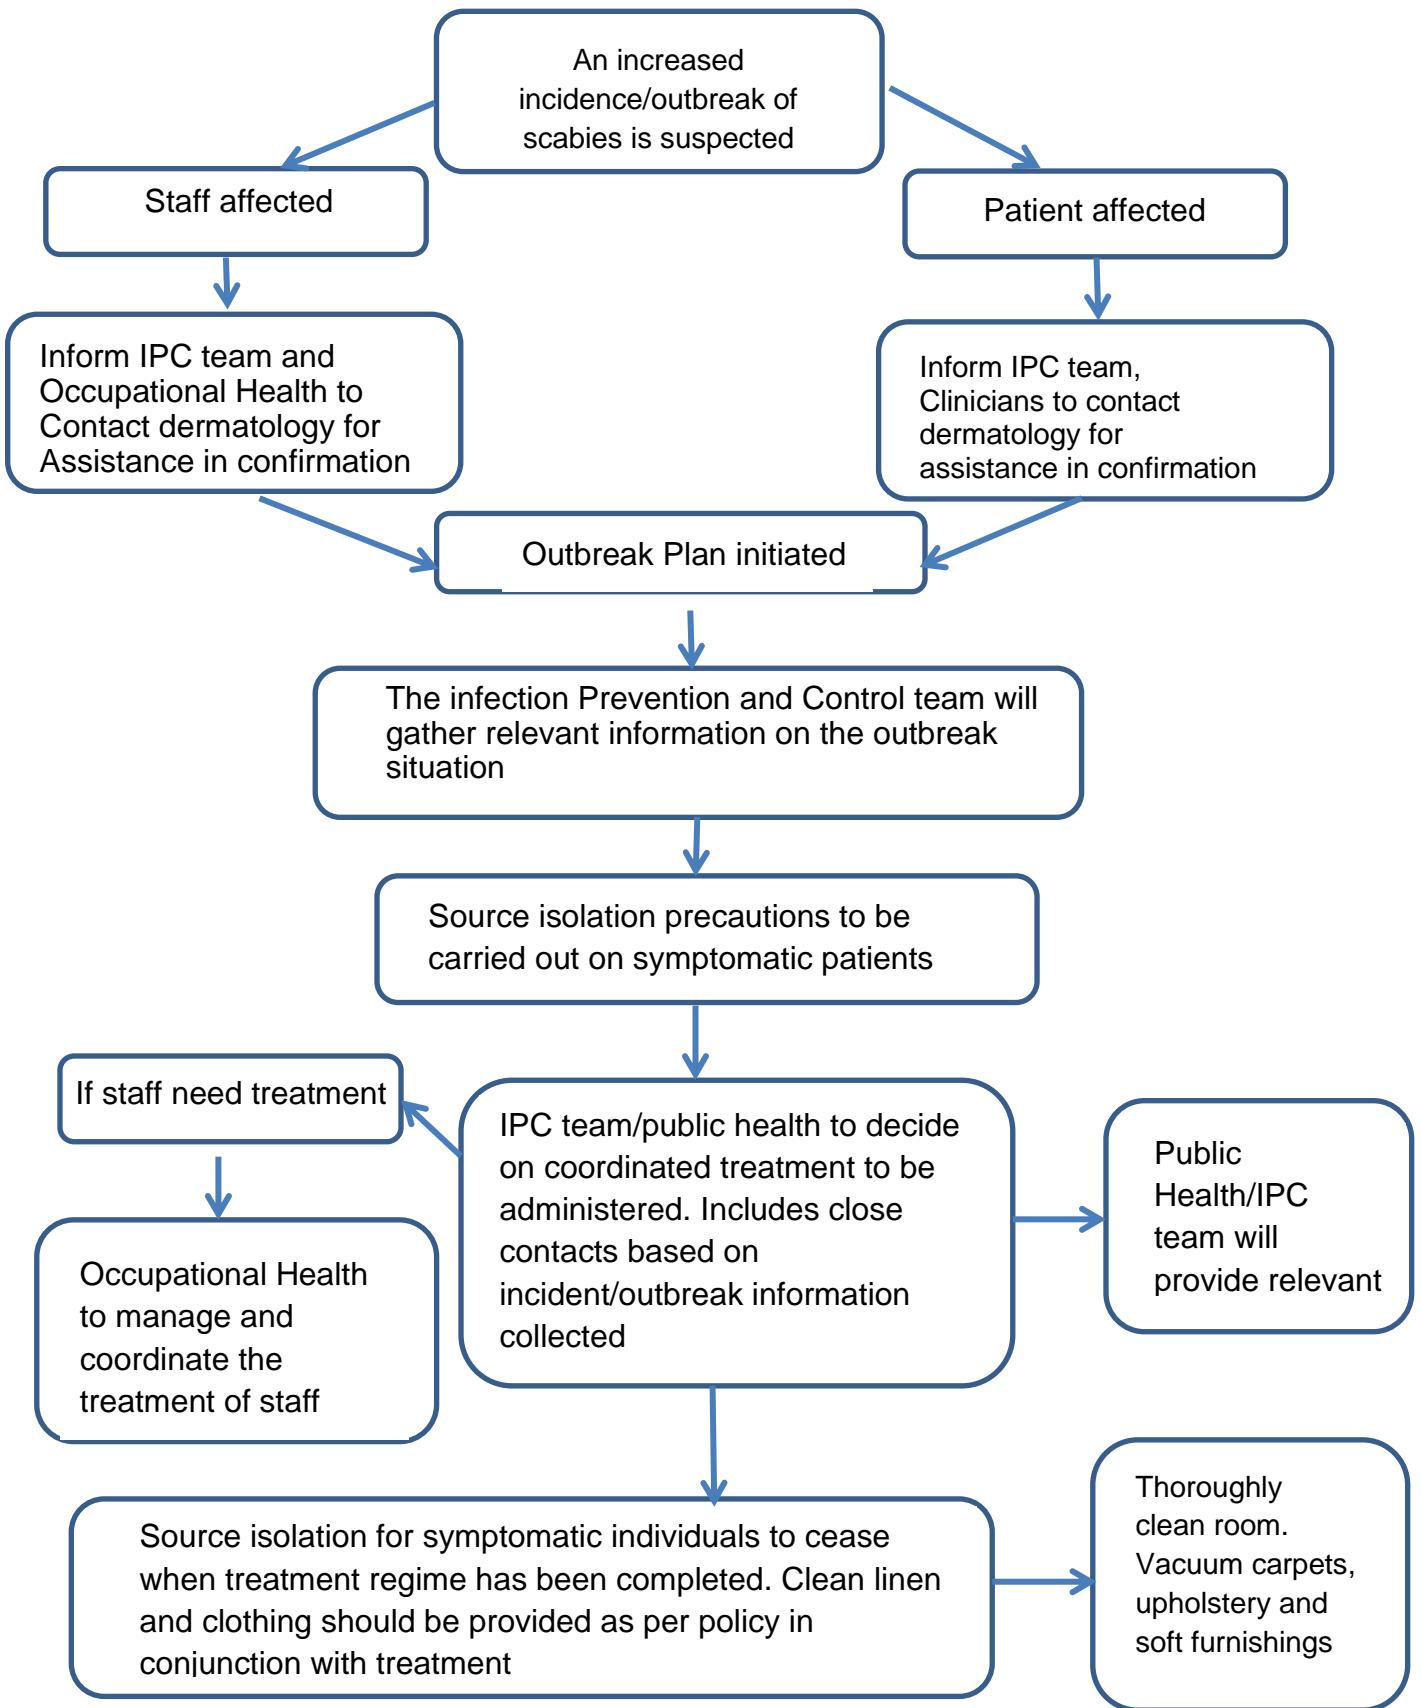 An increased
incidence/outbreak of
scabies is suspected
Staff affected
Patient affected
Inform IPC team and
Occupational Health to
Contact dermatology for
Assistance in confirmation
Inform IPC team,
Clinicians to contact
dermatology for
assistance in confirmation
Outbreak Plan initiated
The infection Prevention and Control team will
gather relevant information on the outbreak
situation
Source isolation precautions to be
carried out on symptomatic patients
If staff need treatment
IPC team/public health to decide
on coordinated treatment to be
administered. Includes close
contacts based on
incident/outbreak information
collected
Public
Health/IPC
team will
provide relevant
Occupational Health
to manage and
coordinate the
treatment of staff
Source isolation for symptomatic individuals to cease
when treatment regime has been completed. Clean linen
and clothing should be provided as per policy in
conjunction with treatment
Thoroughly
clean room.
Vacuum carpets,
upholstery and
soft furnishings